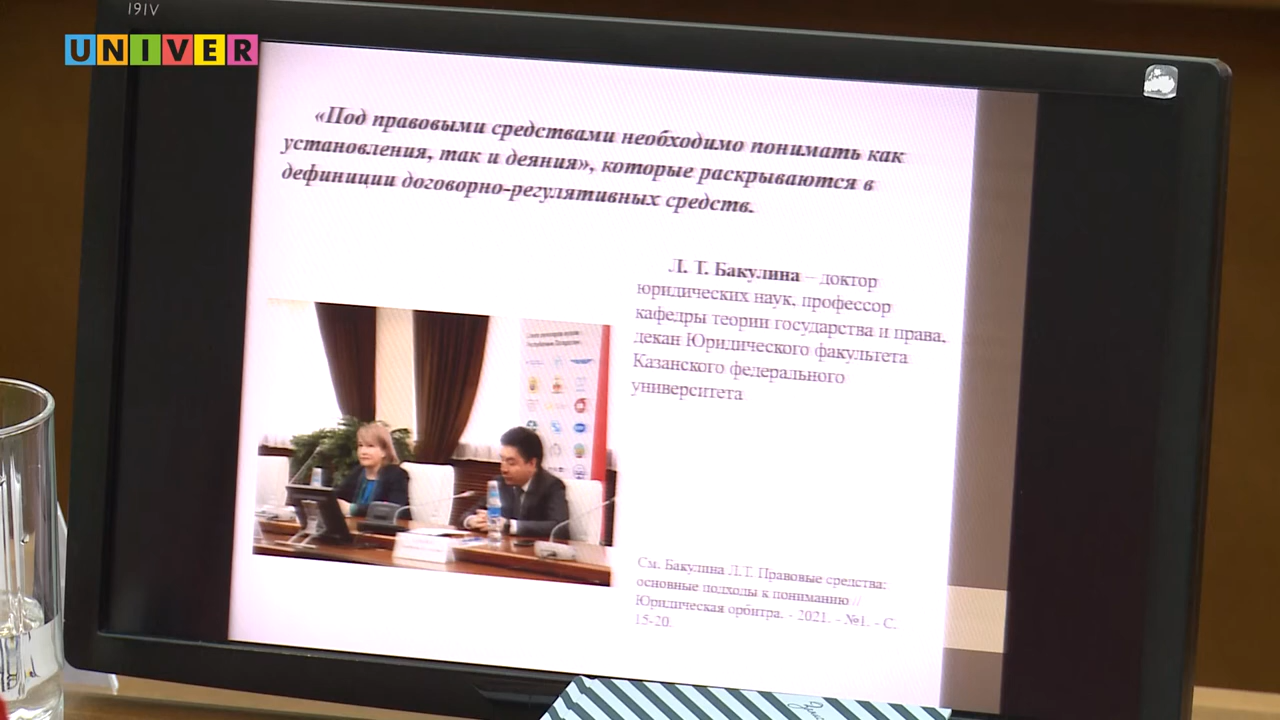 UNIVER
«Под правовыми средствами необходимо понимать как
установления, так и деяния», которые раскрываются в
дефиниции договорно-регулятивных средств.
Л. Т. Бакулина – доктор
юридических наук, профессор
кафедры теории государства и права,
декан Юридического факультета
Казанского федерального
университета
См. Бакулина Л.Т. Правовые средства:
основные подходы к пониманию //
Юридическая орбитра. - 2021. - №1. - С.
15-20.